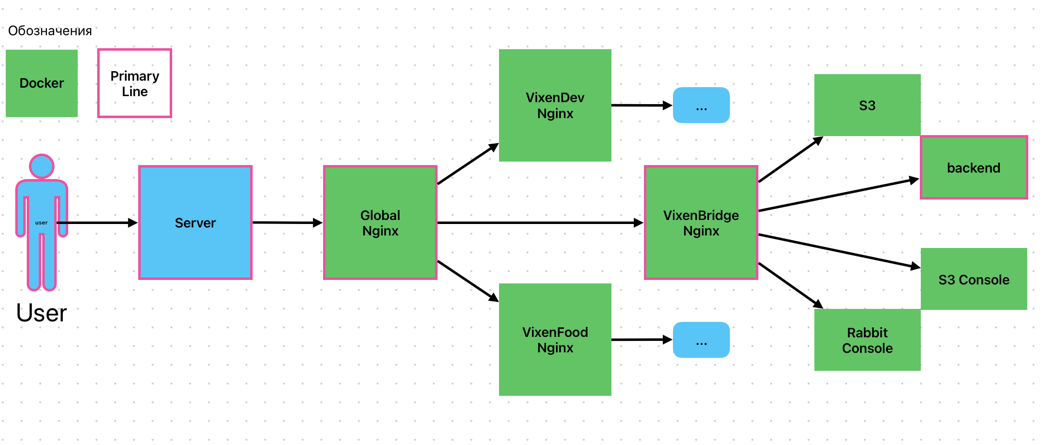 Обозначения
Docker
Primary
Line
VixenDev
Nginx
...
S3
backend
user
Server
Global
Nginx
VixenBridge
Nginx
S3 Console
User
VixenFood
Nginx
...
Rabbit
Console